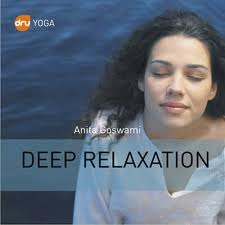 dru YOGA
Anita Goswami
DEEP RELAXATION